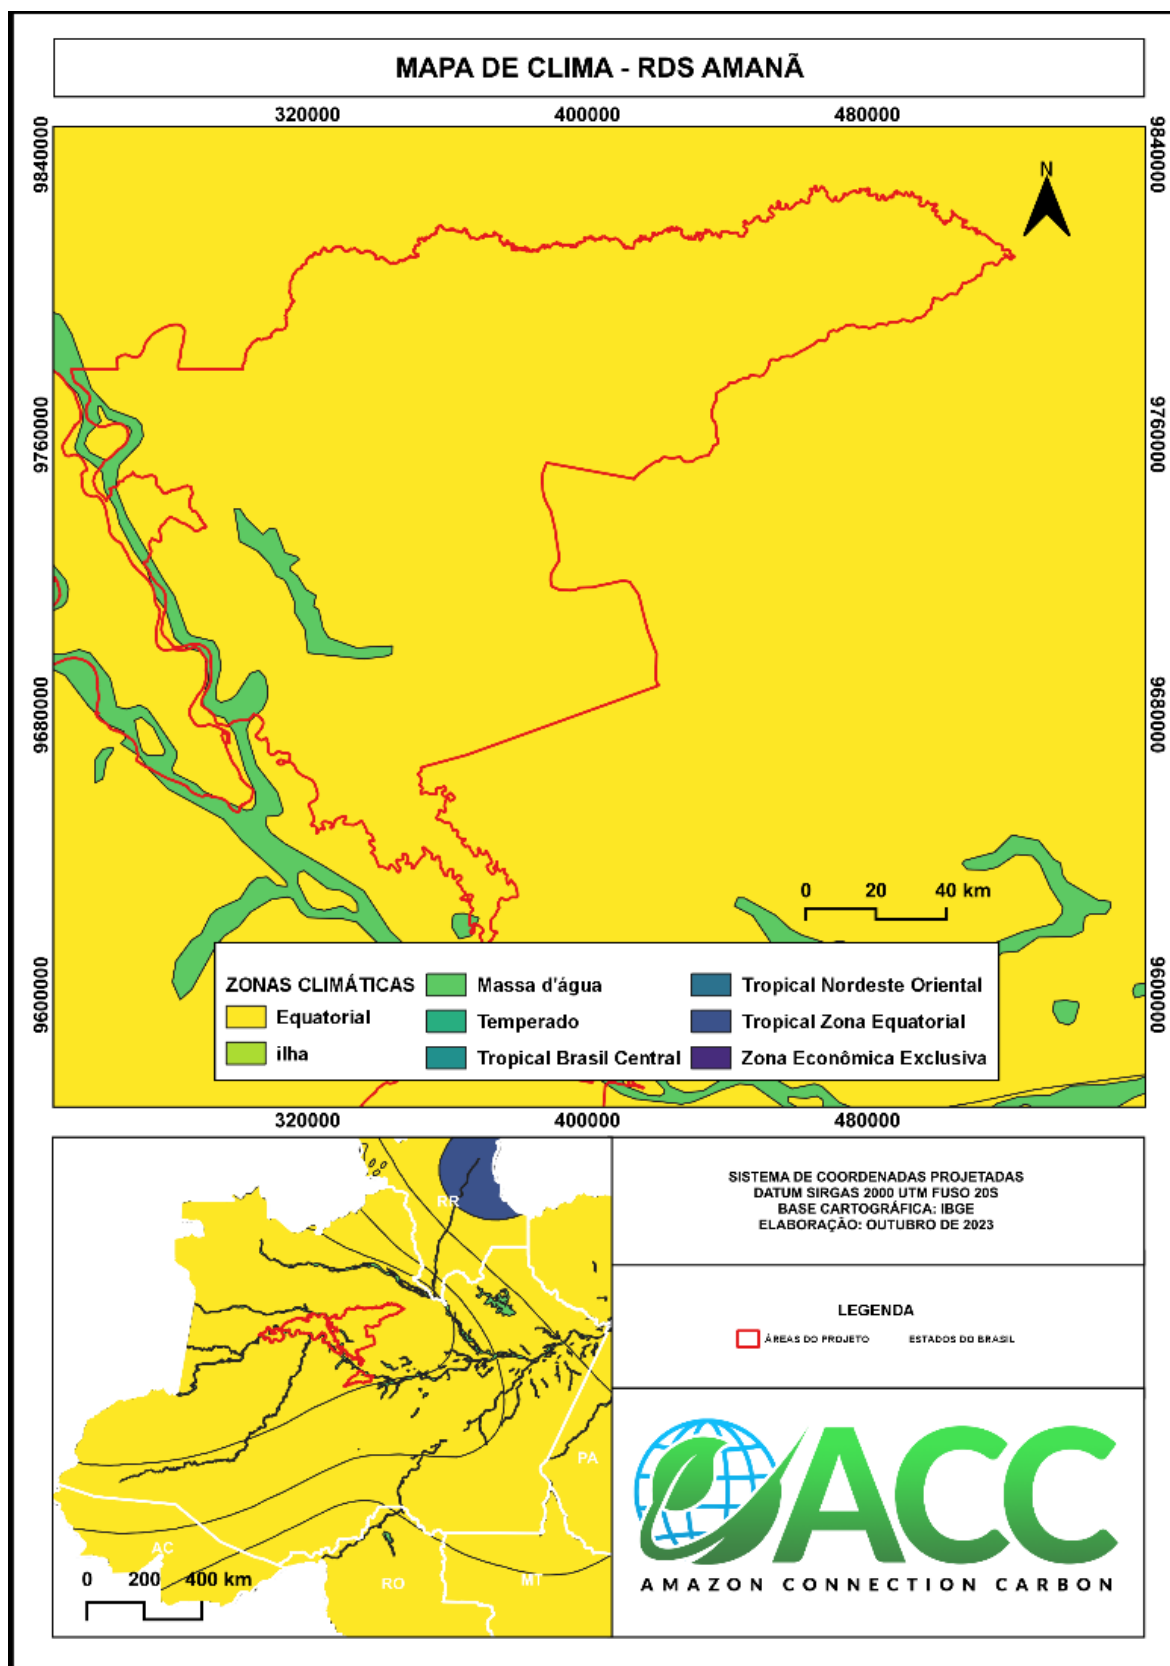 MAPA DE CLIMA - RDS AMANÃ
320000 400000 480000
9840000 9840000
N
9760000 9760000
9680000 9680000
0 20 40 km
9600000 9600000
ZONAS CLIMÁTICAS
Equatorial
ilha
Massa d'água
Temperado
Tropical Brasil Central
Tropical Nordeste Oriental
Tropical Zona Equatorial
Zona Econômica Exclusiva
320000 400000 480000
RR
PA
AC
RO
MT
0 200 400 km
SISTEMA DE COORDENADAS PROJETADAS
DATUM SIRGAS 2000 UTM FUSO 20S
BASE CARTOGRÁFICA: IBGE
ELABORAÇÃO: OUTUBRO DE 2023
LEGENDA
ÁREAS DO PROJETO ESTADOS DO BRASIL
ACC
AMAZON CONNECTION CARBON